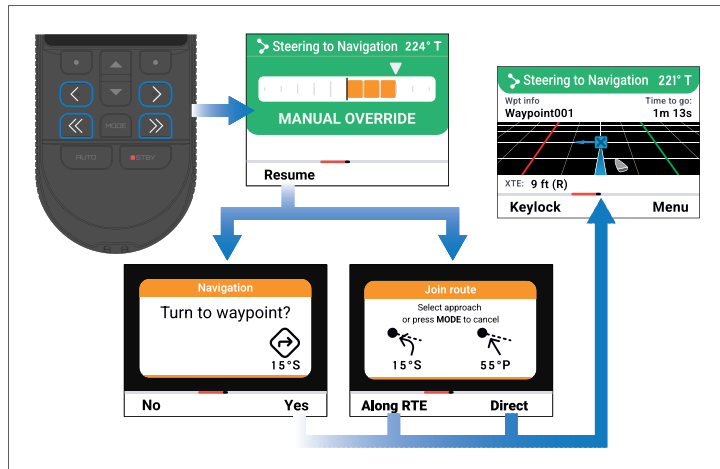 MODE
AUTO
STBY
Steering to Navigation 224° T
MANUAL OVERRIDE
Resume
Steering to Navigation 221° T
Wpt info
Time to go:
Waypoint001
1m 13s
XTE: 9 ft (R)
Keylock
Menu
Navigation
Turn to waypoint?
15°S
No
Yes
Join route
Select approach
or press MODE to cancel
15°S
55°P
Along RTE
Direct